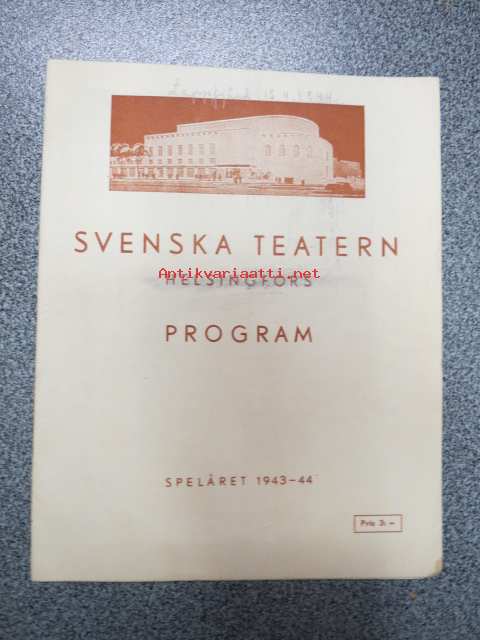 SVENSKA TEATERN
Antikvariaatti.net
HELSINGFORS
PROGRAM
SPELÅRET 1943-44
Pris 3: —